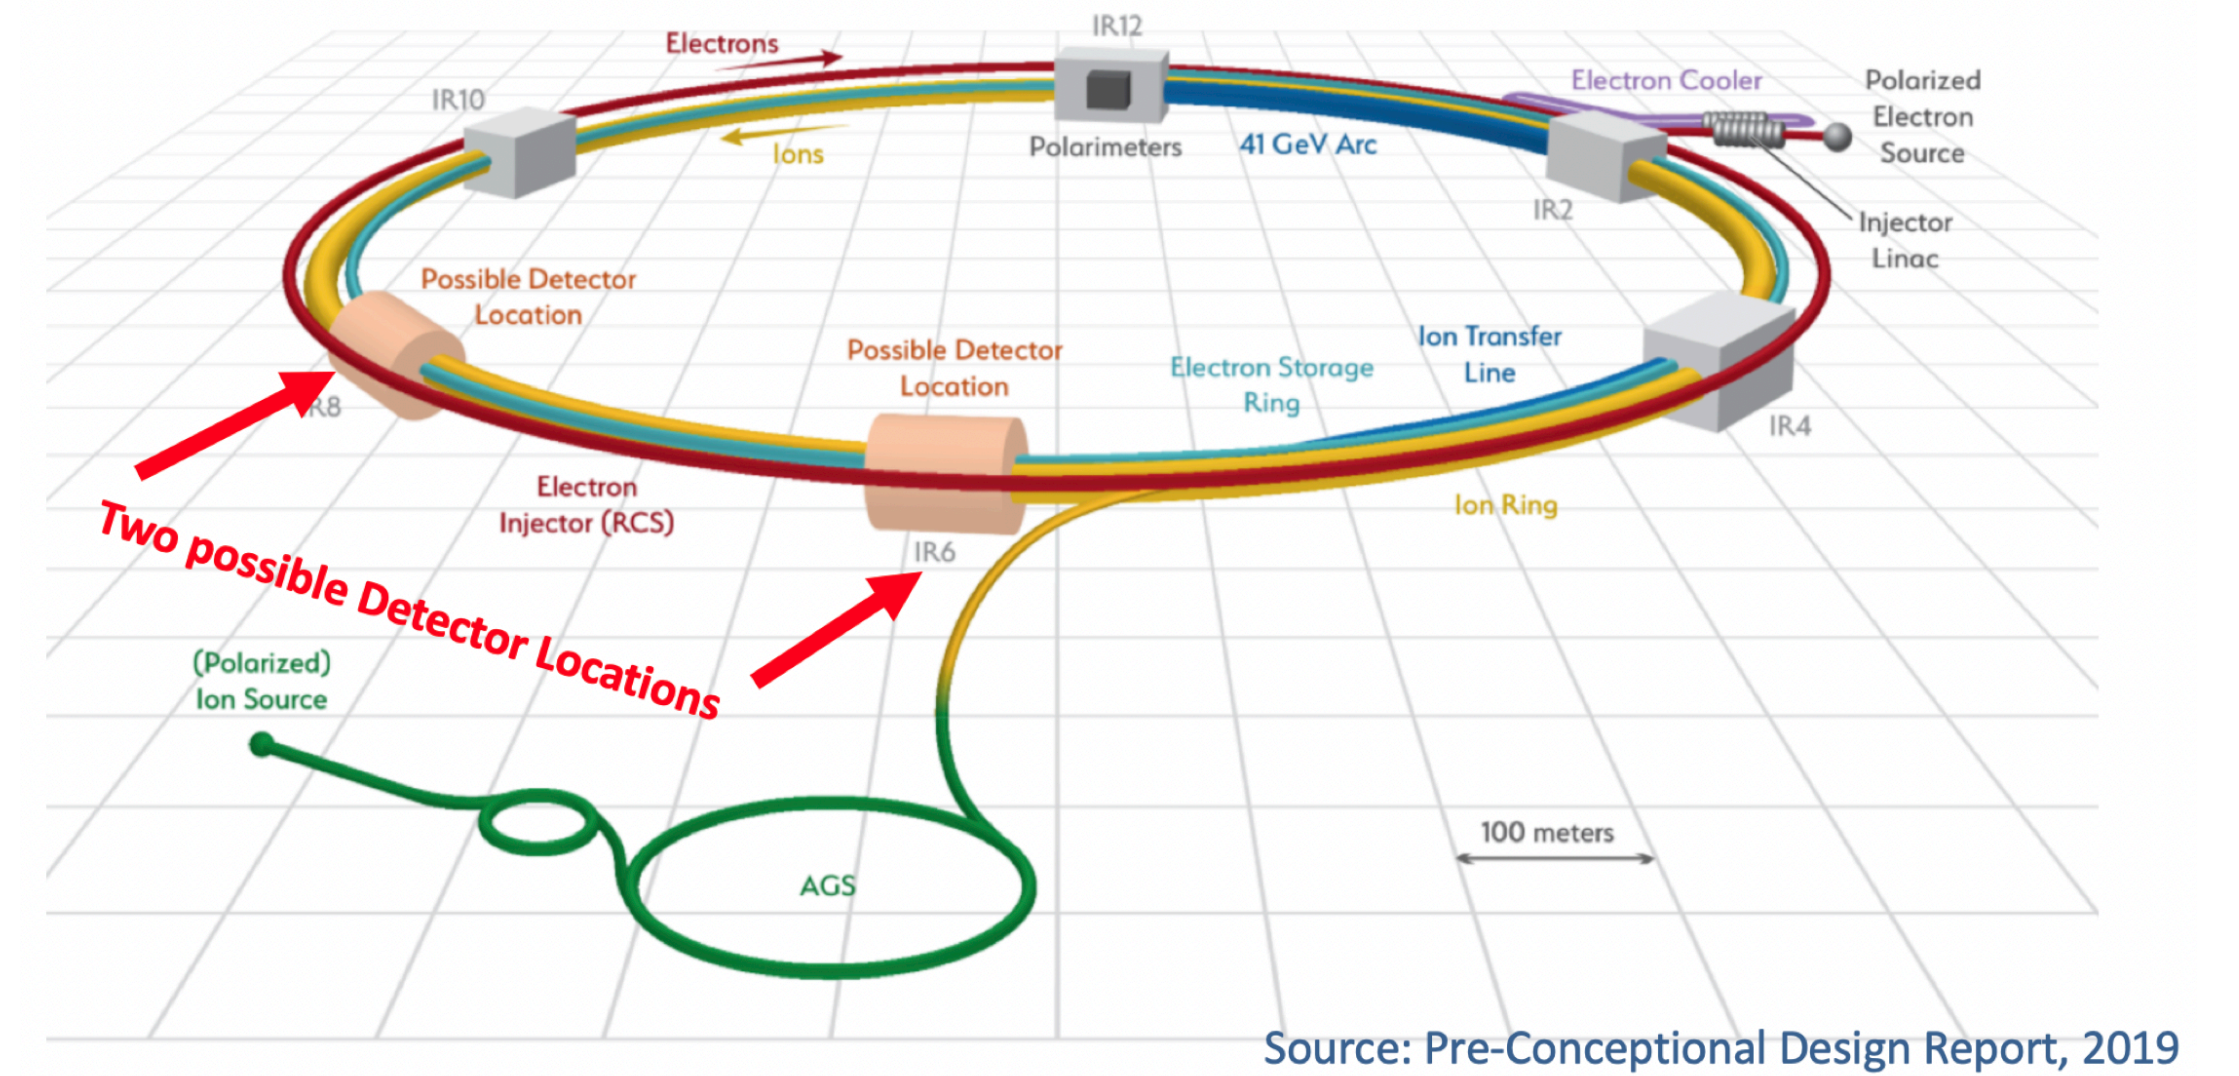 IR12
Electrons
IR10
Electron Cooler
Polarized
Electron
Source
Polarimeters
41 GeV Arc
Ions
IR2
Injector
Linac
Possible Detector
Location
Possible Detector
Location
Ion Transfer
Line
Electron Storage
Ring
R8
IR4
Electron
Injector (RCS)
Ion Ring
IR6
Two possible Detector Locations
(Polarized)
Ion Source
100 meters
AGS
Source: Pre-Conceptual Design Report, 2019